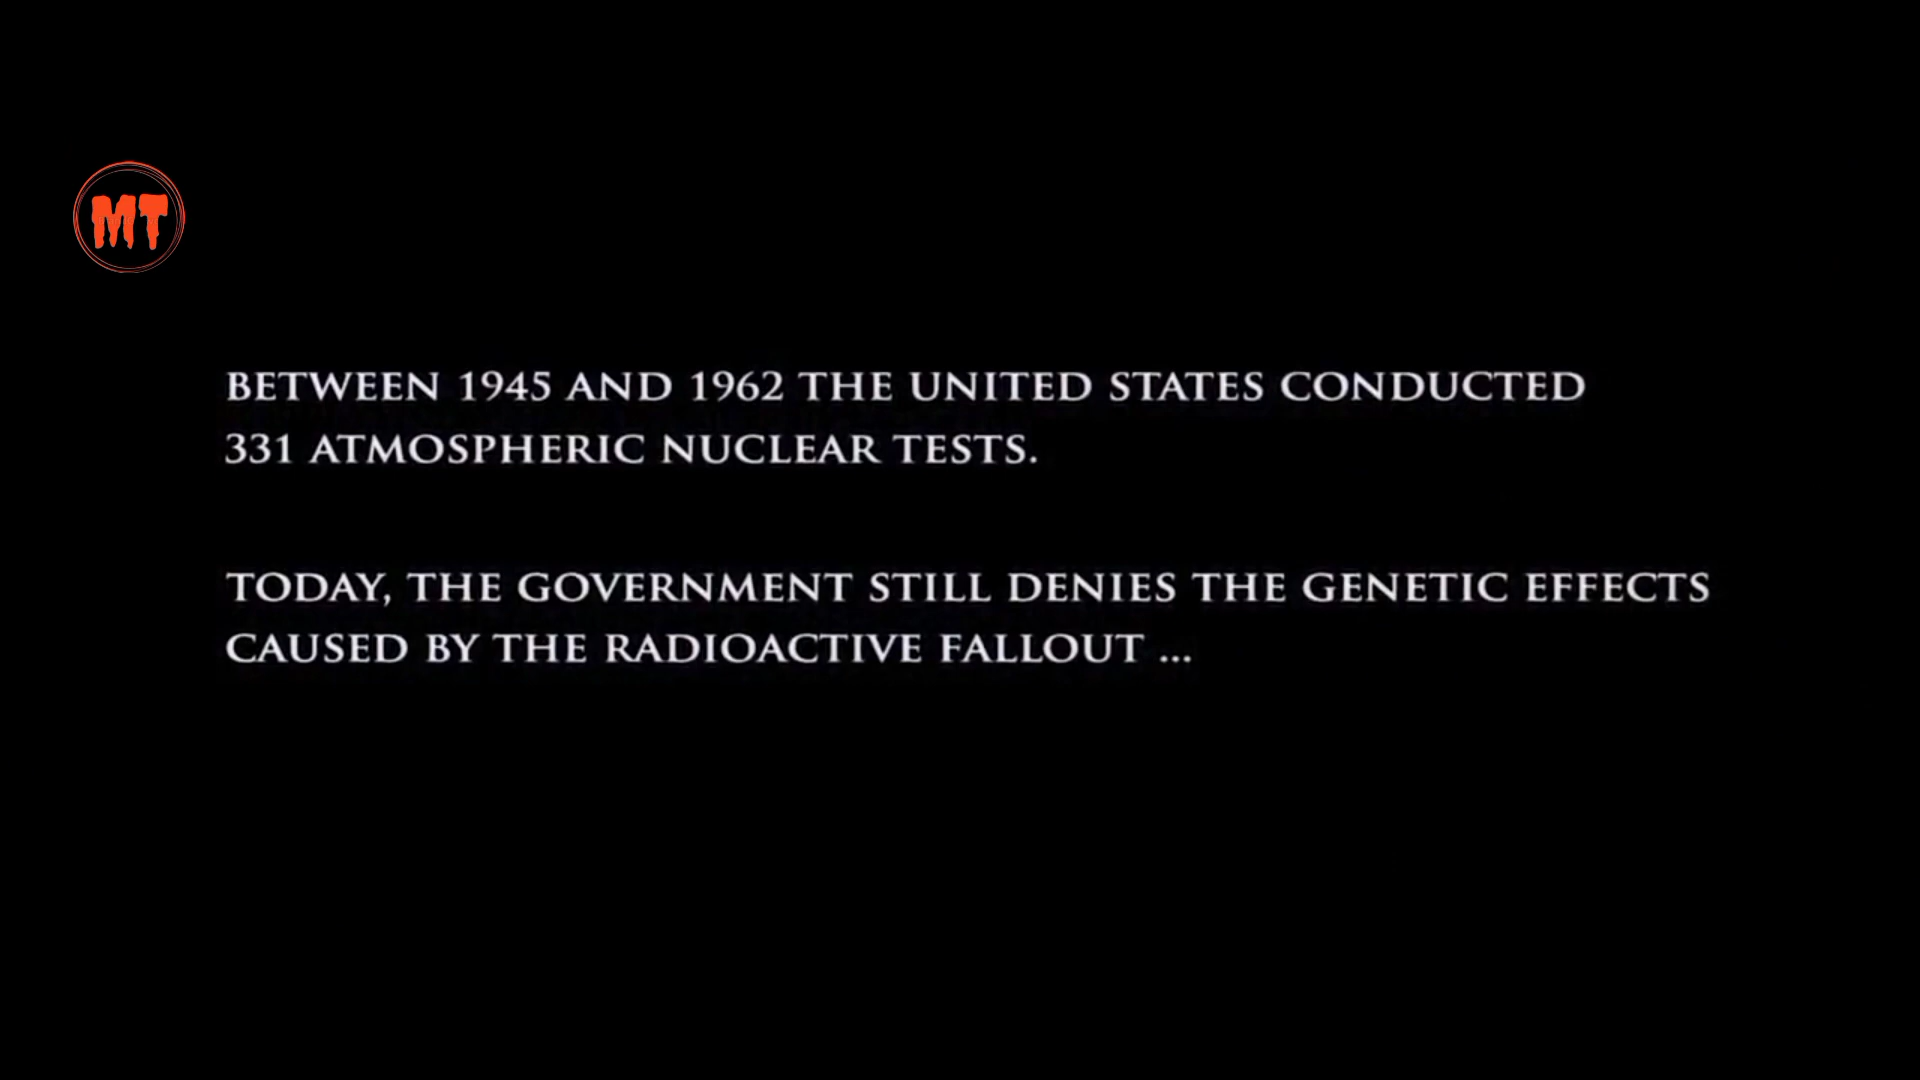 MT
BETWEEN 1945 AND 1962 THE UNITED STATES CONDUCTED
331 ATMOSPHERIC NUCLEAR TESTS.
TODAY, THE GOVERNMENT STILL DENIES THE GENETIC EFFECTS
CAUSED BY THE RADIOACTIVE FALLOUT ...